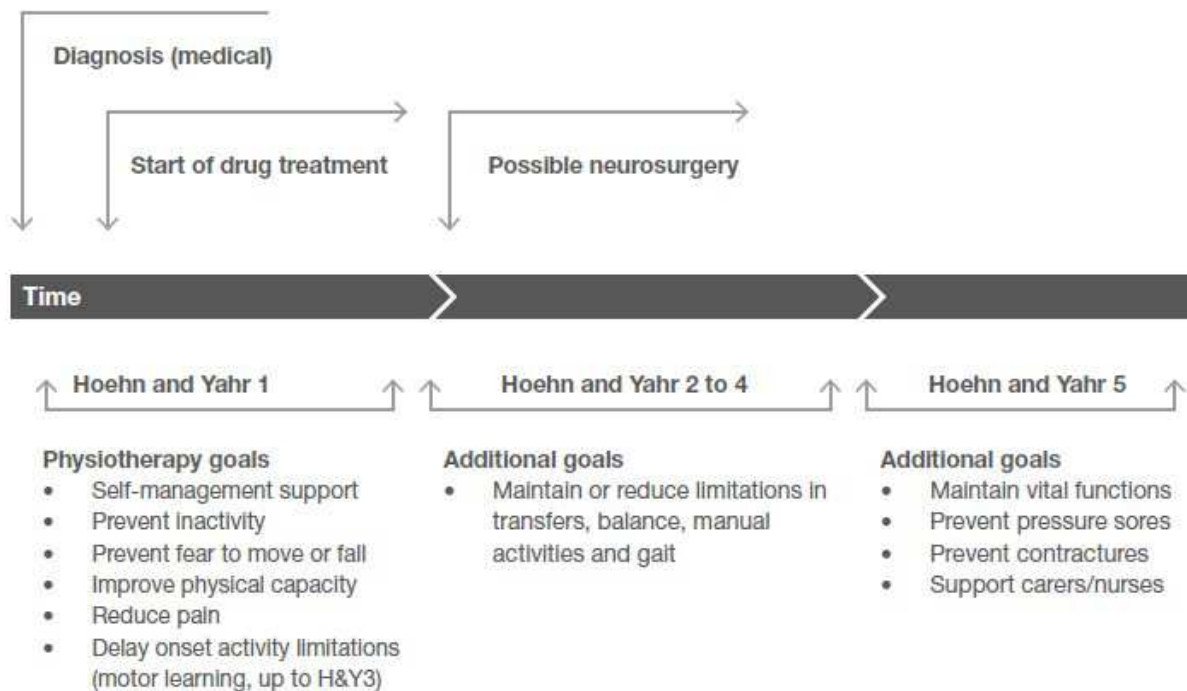 Diagnosis (medical)
Start of drug treatment
Possible neurosurgery
Time
Hoehn and Yahr 1
Hoehn and Yahr 2 to 4
Hoehn and Yahr 5
Physiotherapy goals
• Self-management support
• Prevent inactivity
• Prevent fear to move or fall
• Improve physical capacity
• Reduce pain
• Delay onset activity limitations
(motor learning, up to H&Y3)
Additional goals
• Maintain or reduce limitations in
transfers, balance, manual
activities and gait
Additional goals
• Maintain vital functions
• Prevent pressure sores
• Prevent contractures
• Support carers/nurses